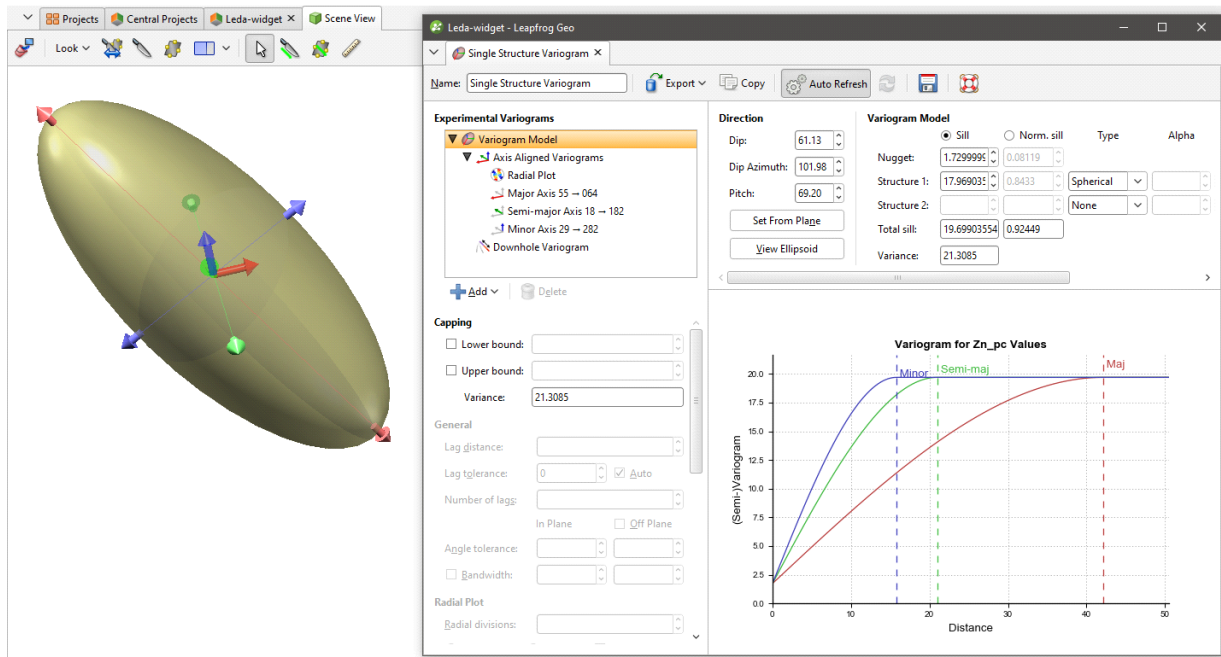 Projects
Central Projects
Leda-widget
Scene View
Look
Leda-widget - Leapfrog Geo
Single Structure Variogram
Name: Single Structure Variogram
Export
Copy
Auto Refresh
Experimental Variograms
Variogram Model
Axis Aligned Variograms
Radial Plot
Major Axis 55 → 064
Semi-major Axis 18 → 182
Minor Axis 29 → 282
Downhole Variogram
Add
Delete
Capping
Lower bound:
Upper bound:
Variance: 21.3085
General
Lag distance:
Lag tolerance: 0 Auto
Number of lags:
In Plane Off Plane
Angle tolerance:
Bandwidth:
Radial Plot
Radial divisions:
Direction
Dip: 61.13
Dip Azimuth: 101.98
Pitch: 69.20
Set From Plane
View Ellipsoid
Variogram Model
Sill Norm. sill Type Alpha
Nugget: 1.7299999 0.08119
Structure 1: 17.96903 0.8433 Spherical
Structure 2: None
Total sill: 19.69903554 0.92449
Variance: 21.3085
Variogram for Zn_pc Values
Minor
Semi-maj
Maj
(Semi-)Variogram
20.0
17.5
15.0
12.5
10.0
7.5
5.0
2.5
0.0
0 10 20 30 40 50
Distance